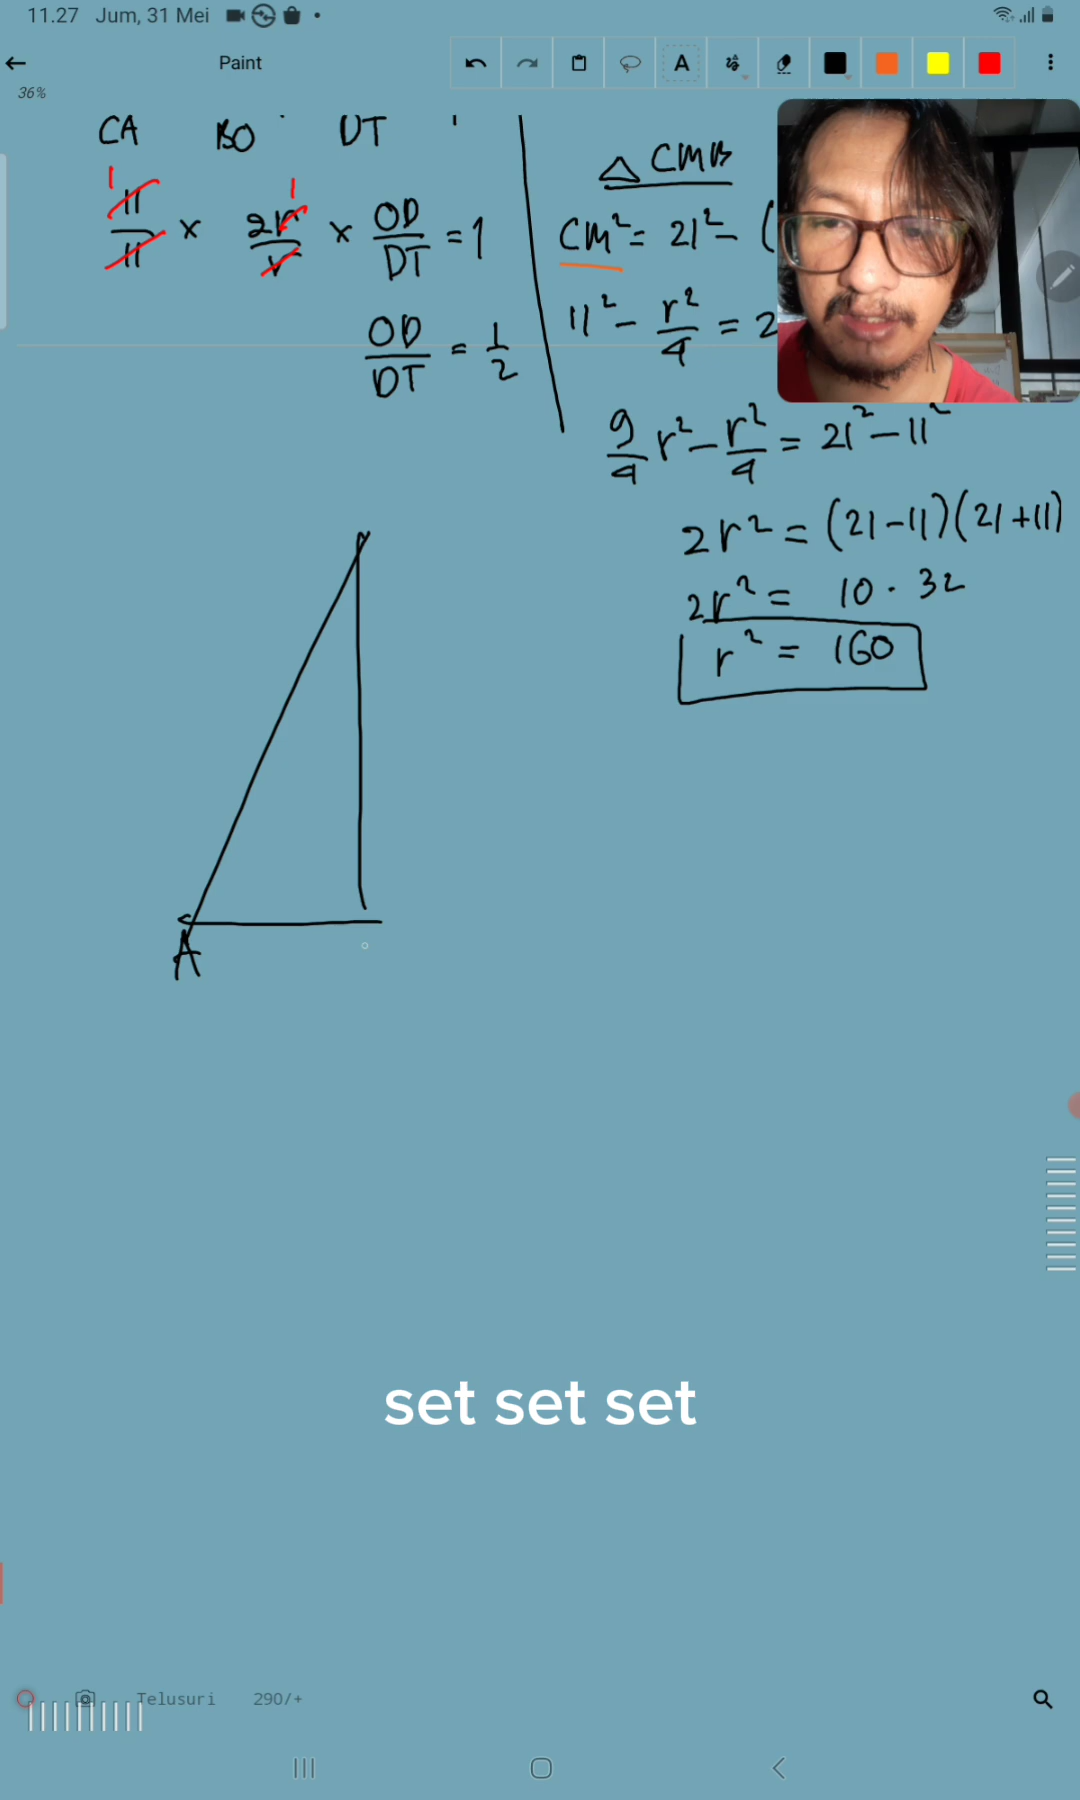 11.27 Jum, 31 Mei
Paint
A
36%
CA BO DT
1 1
11/11 × 2r/r × OD/DT = 1
OD/DT = 1/2
△ CMB
CM² = 21² - (
11² - r²/4 = 2
9/4 r² - r²/4 = 21² - 11²
2r² = (21-11)(21+11)
2r² = 10 . 32
r² = 160
A
set set set
Telusuri 290/+